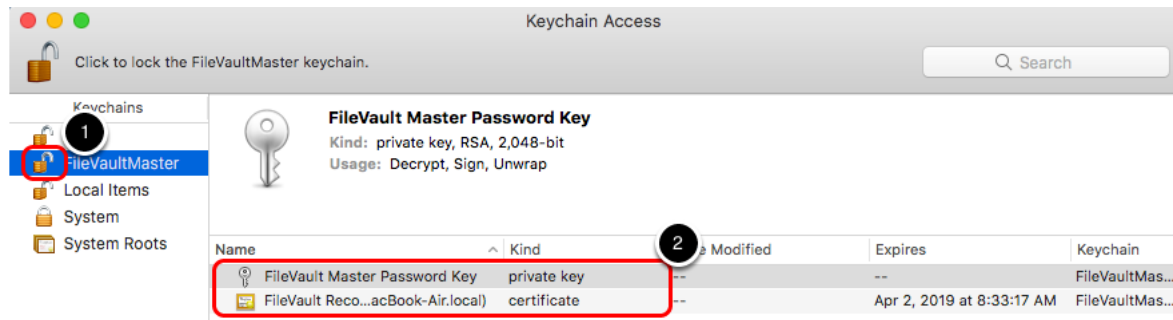 Keychain Access
Click to lock the FileVaultMaster keychain.
Search
Keychains
1
FileVaultMaster
Local Items
System
System Roots
FileVault Master Password Key
Kind: private key, RSA, 2,048-bit
Usage: Decrypt, Sign, Unwrap
2
Name Kind Modified Expires Keychain
FileVault Master Password Key private key -- -- FileVaultMas...
FileVault Reco...acBook-Air.local) certificate -- Apr 2, 2019 at 8:33:17 AM FileVaultMas...